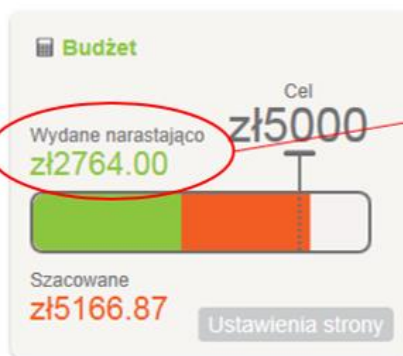 Budżet
Cel
zł5000
Wydane narastająco
zł2764.00
Szacowane
zł5166.87
Ustawienia strony